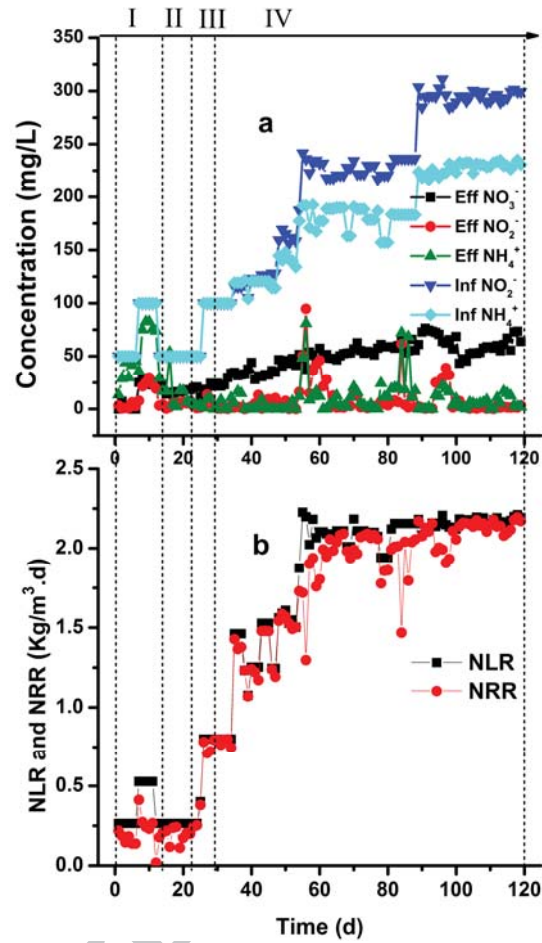 I II III IV
350
300
250
200
150
100
50
0
Concentration (mg/L)
a
Eff NO₃⁻
Eff NO₂⁻
Eff NH₄⁺
Inf NO₂⁻
Inf NH₄⁺
0 20 40 60 80 100 120
2.5
2.0
1.5
1.0
0.5
0.0
NLR and NRR (Kg/m³.d)
b
NLR
NRR
0 20 40 60 80 100 120
Time (d)